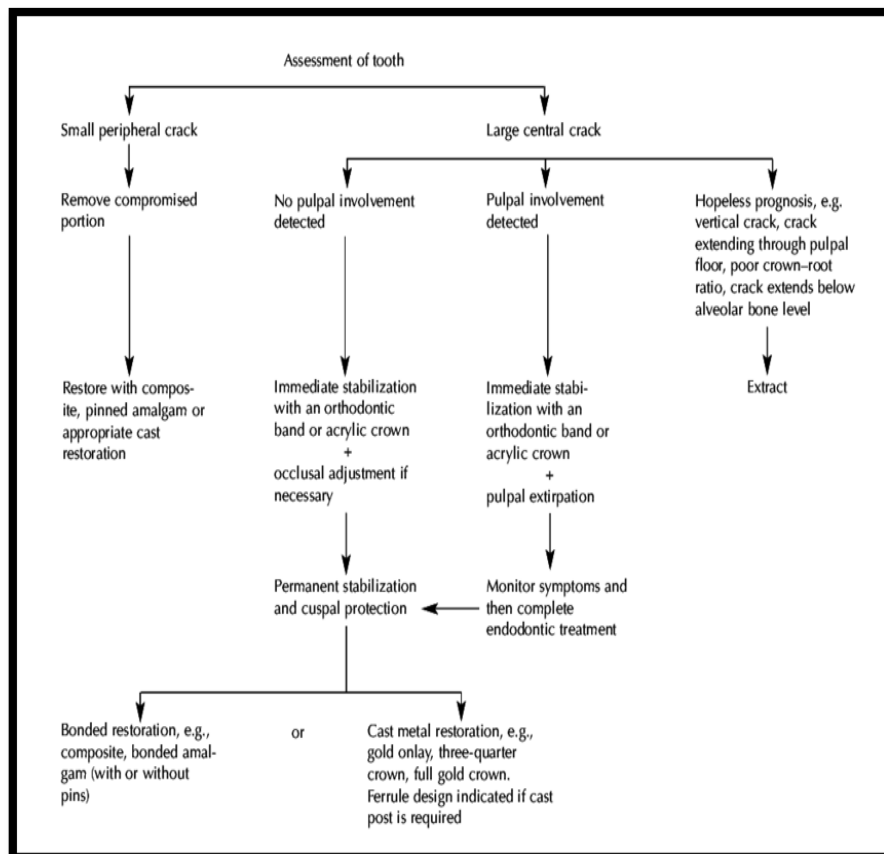 Assessment of tooth
Small peripheral crack
Large central crack
Remove compromised
portion
No pulpal involvement
detected
Pulpal involvement
detected
Hopeless prognosis, e.g.
vertical crack, crack
extending through pulpal
floor, poor crown–root
ratio, crack extends below
alveolar bone level
Restore with compos-
ite, pinned amalgam or
appropriate cast
restoration
Immediate stabilization
with an orthodontic
band or acrylic crown
+
occlusal adjustment if
necessary
Immediate stabi-
lization with an
orthodontic band or
acrylic crown
+
pulpal extirpation
Extract
Permanent stabilization
and cuspal protection
Monitor symptoms and
then complete
endodontic treatment
Bonded restoration, e.g.,
composite, bonded amal-
gam (with or without
pins)
or
Cast metal restoration, e.g.,
gold onlay, three-quarter
crown, full gold crown.
Ferrule design indicated if cast
post is required